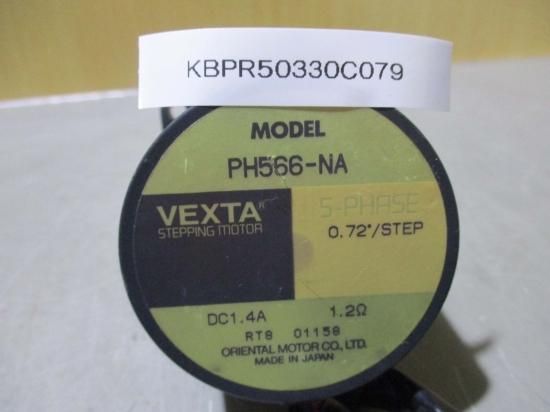 KBPR50330C079
MODEL
PH566-NA
VEXTA®
STEPPING MOTOR
5-PHASE
0.72°/STEP
DC1.4A 1.2Ω
RT8 01158
ORIENTAL MOTOR CO., LTD.
MADE IN JAPAN